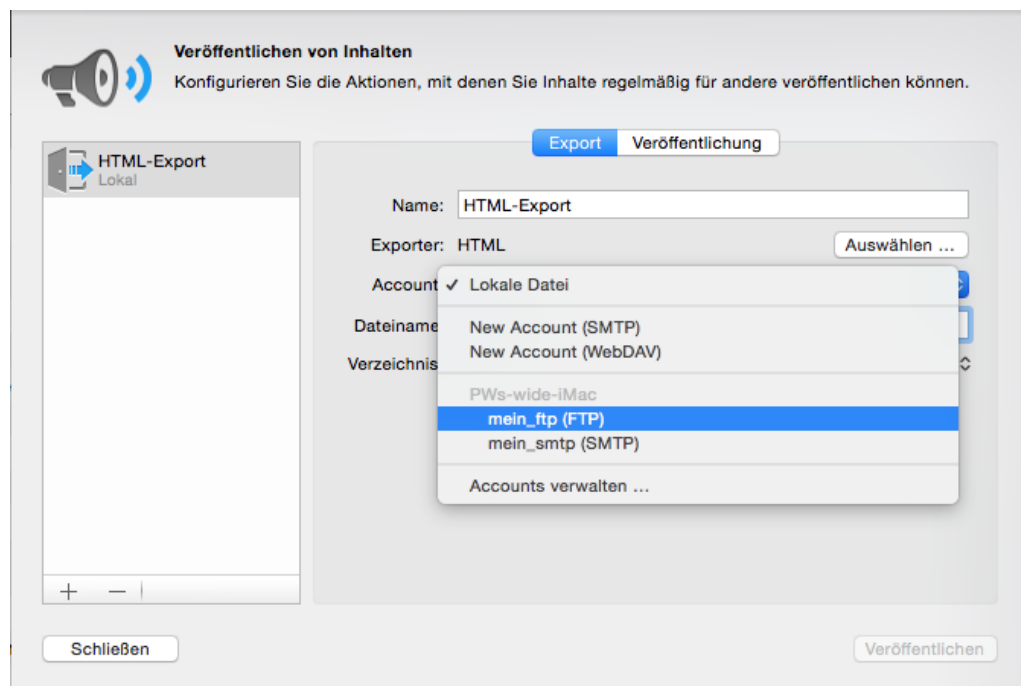 Veröffentlichen von Inhalten
Konfigurieren Sie die Aktionen, mit denen Sie Inhalte regelmäßig für andere veröffentlichen können.
HTML-Export
Lokal
Export Veröffentlichung
Name: HTML-Export
Exporter: HTML Auswählen ...
Account ✓ Lokale Datei
Dateiname
New Account (SMTP)
New Account (WebDAV)
Verzeichnis
PWs-wide-iMac
mein_ftp (FTP)
mein_smtp (SMTP)
Accounts verwalten ...
+ −
Schließen Veröffentlichen